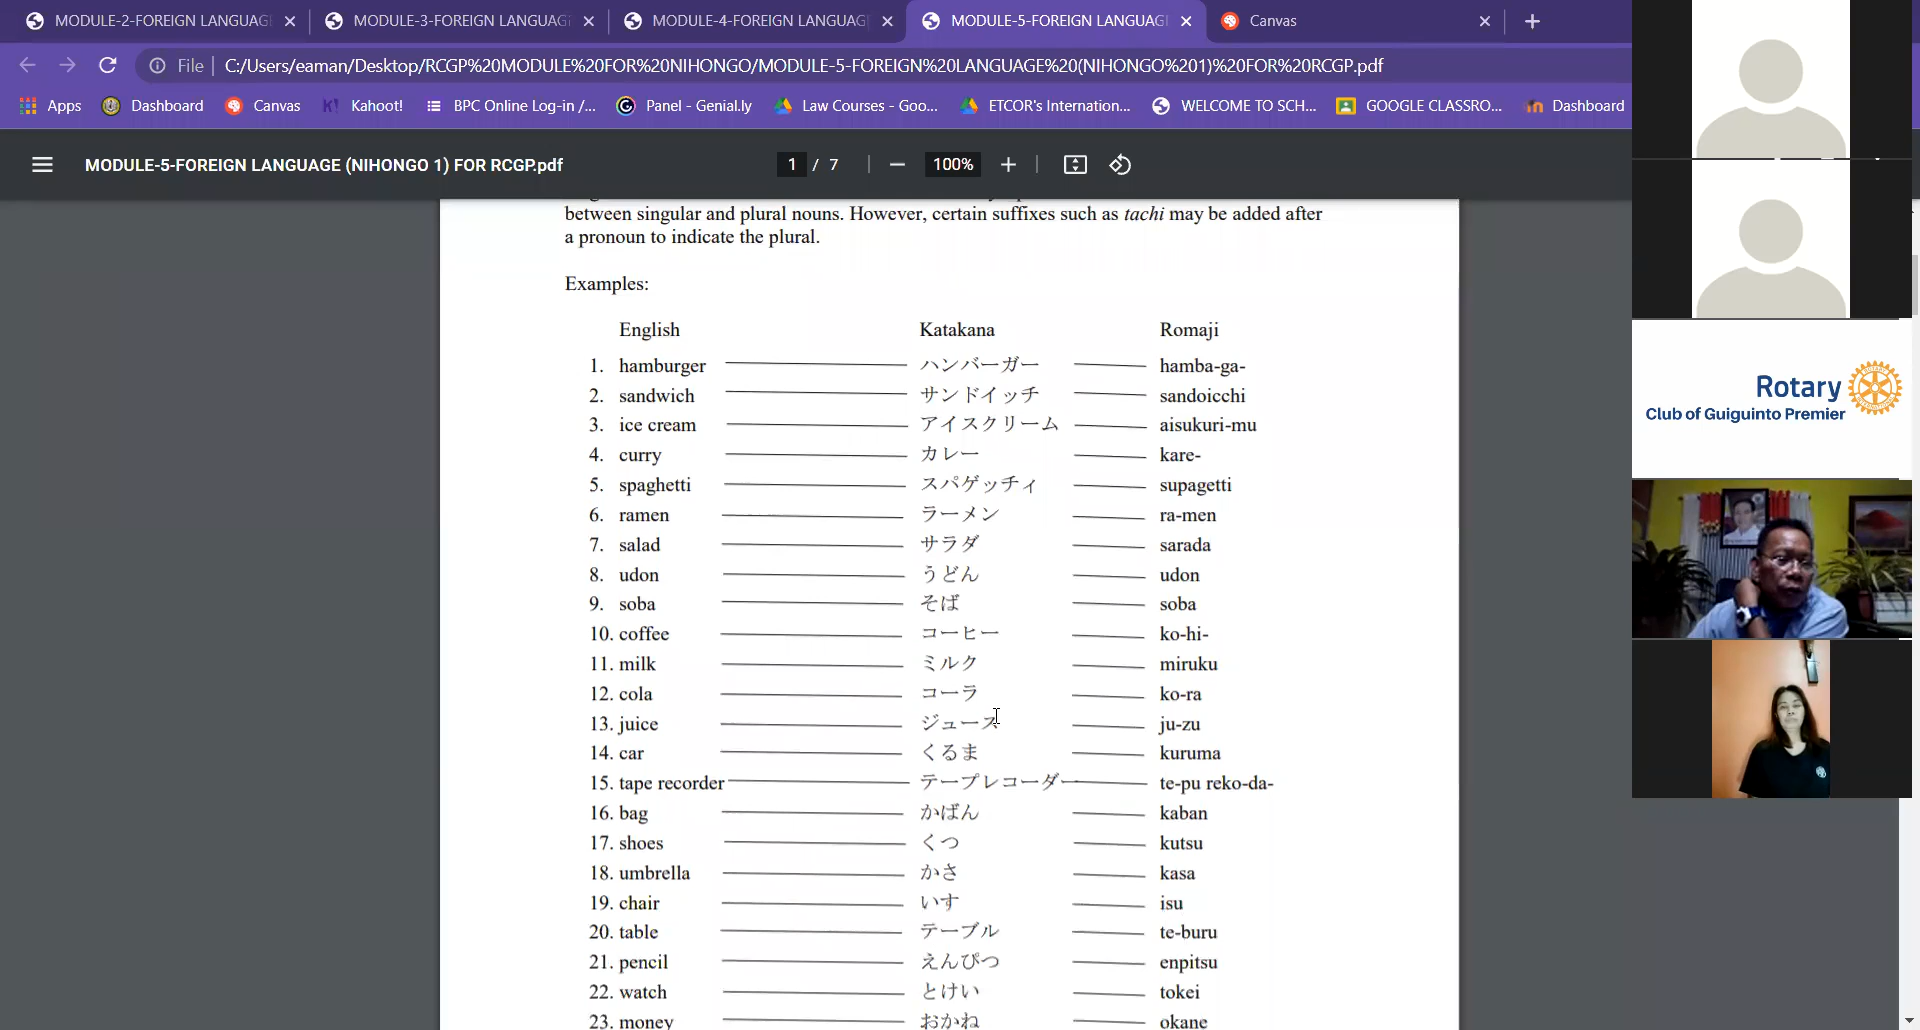 MODULE-2-FOREIGN LANGUAGE
MODULE-3-FOREIGN LANGUAG
MODULE-4-FOREIGN LANGUAG
MODULE-5-FOREIGN LANGUAG
Canvas
File
C:/Users/eaman/Desktop/RCGP%20MODULE%20FOR%20NIHONGO/MODULE-5-FOREIGN%20LANGUAGE%20(NIHONGO%201)%20FOR%20RCGP.pdf
Apps
Dashboard
Canvas
Kahoot!
BPC Online Log-in /...
Panel - Genial.ly
Law Courses - Goo...
ETCOR's Internation...
WELCOME TO SCH...
GOOGLE CLASSRO...
Dashboard
MODULE-5-FOREIGN LANGUAGE (NIHONGO 1) FOR RCGP.pdf
1 / 7
100%
between singular and plural nouns. However, certain suffixes such as tachi may be added after
a pronoun to indicate the plural.
Examples:
English Katakana Romaji
1. hamburger ハンバーガー hamba-ga-
2. sandwich サンドイッチ sandoicchi
3. ice cream アイスクリーム aisukuri-mu
4. curry カレー kare-
5. spaghetti スパゲッチィ supagetti
6. ramen ラーメン ra-men
7. salad サラダ sarada
8. udon うどん udon
9. soba そば soba
10. coffee コーヒー ko-hi-
11. milk ミルク miruku
12. cola コーラ ko-ra
13. juice ジュース ju-zu
14. car くるま kuruma
15. tape recorder テープレコーダー te-pu reko-da-
16. bag かばん kaban
17. shoes くつ kutsu
18. umbrella かさ kasa
19. chair いす isu
20. table テーブル te-buru
21. pencil えんぴつ enpitsu
22. watch とけい tokei
23. money おかね okane
Rotary
Club of Guiguinto Premier